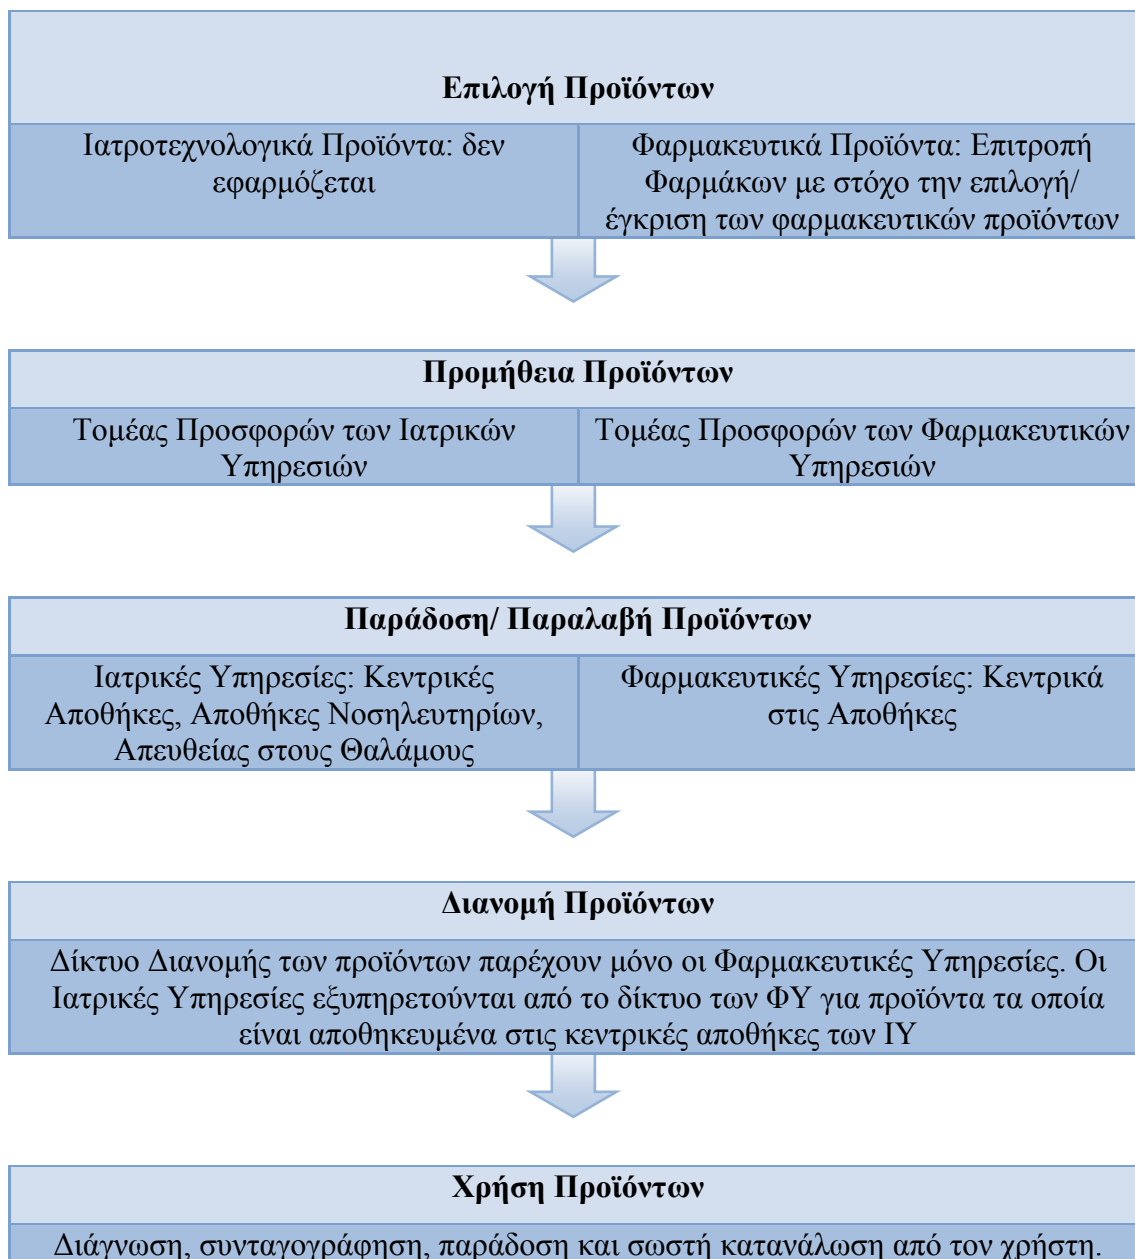 Επιλογή Προϊόντων
Ιατροτεχνολογικά Προϊόντα: δεν
εφαρμόζεται
Φαρμακευτικά Προϊόντα: Επιτροπή
Φαρμάκων με στόχο την επιλογή/
έγκριση των φαρμακευτικών προϊόντων
Προμήθεια Προϊόντων
Τομέας Προσφορών των Ιατρικών
Υπηρεσιών
Τομέας Προσφορών των Φαρμακευτικών
Υπηρεσιών
Παράδοση/ Παραλαβή Προϊόντων
Ιατρικές Υπηρεσίες: Κεντρικές
Αποθήκες, Αποθήκες Νοσηλευτηρίων,
Απευθείας στους Θαλάμους
Φαρμακευτικές Υπηρεσίες: Κεντρικά
στις Αποθήκες
Διανομή Προϊόντων
Δίκτυο Διανομής των προϊόντων παρέχουν μόνο οι Φαρμακευτικές Υπηρεσίες. Οι
Ιατρικές Υπηρεσίες εξυπηρετούνται από το δίκτυο των ΦΥ για προϊόντα τα οποία
είναι αποθηκευμένα στις κεντρικές αποθήκες των ΙΥ
Χρήση Προϊόντων
Διάγνωση, συνταγογράφηση, παράδοση και σωστή κατανάλωση από τον χρήστη.